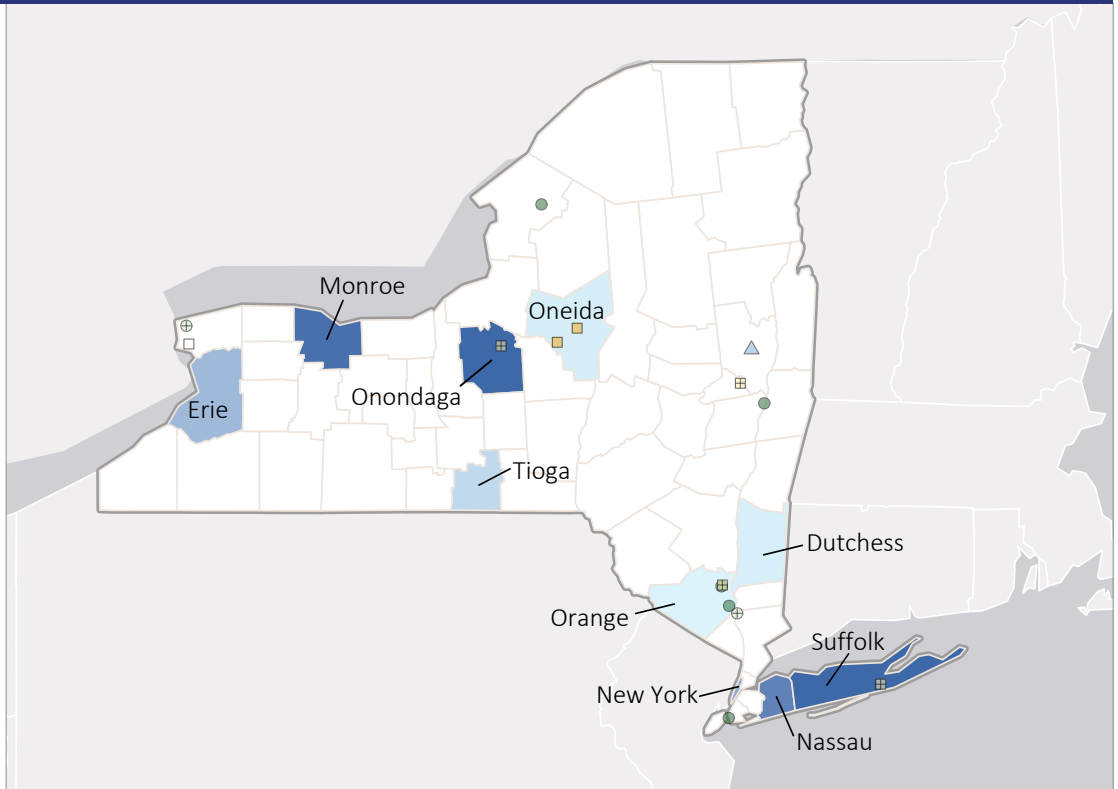 Monroe
Oneida
Onondaga
Erie
Tioga
Dutchess
Orange
Suffolk
New York
Nassau